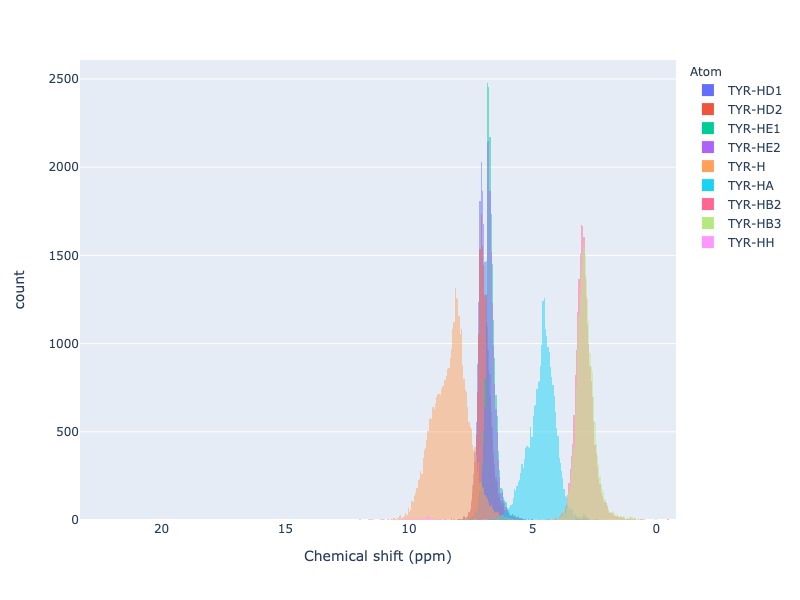 Atom
TYR-HD1
TYR-HD2
TYR-HE1
TYR-HE2
TYR-H
TYR-HA
TYR-HB2
TYR-HB3
TYR-HH
2500
2000
1500
1000
500
0
count
20 15 10 5 0
Chemical shift (ppm)